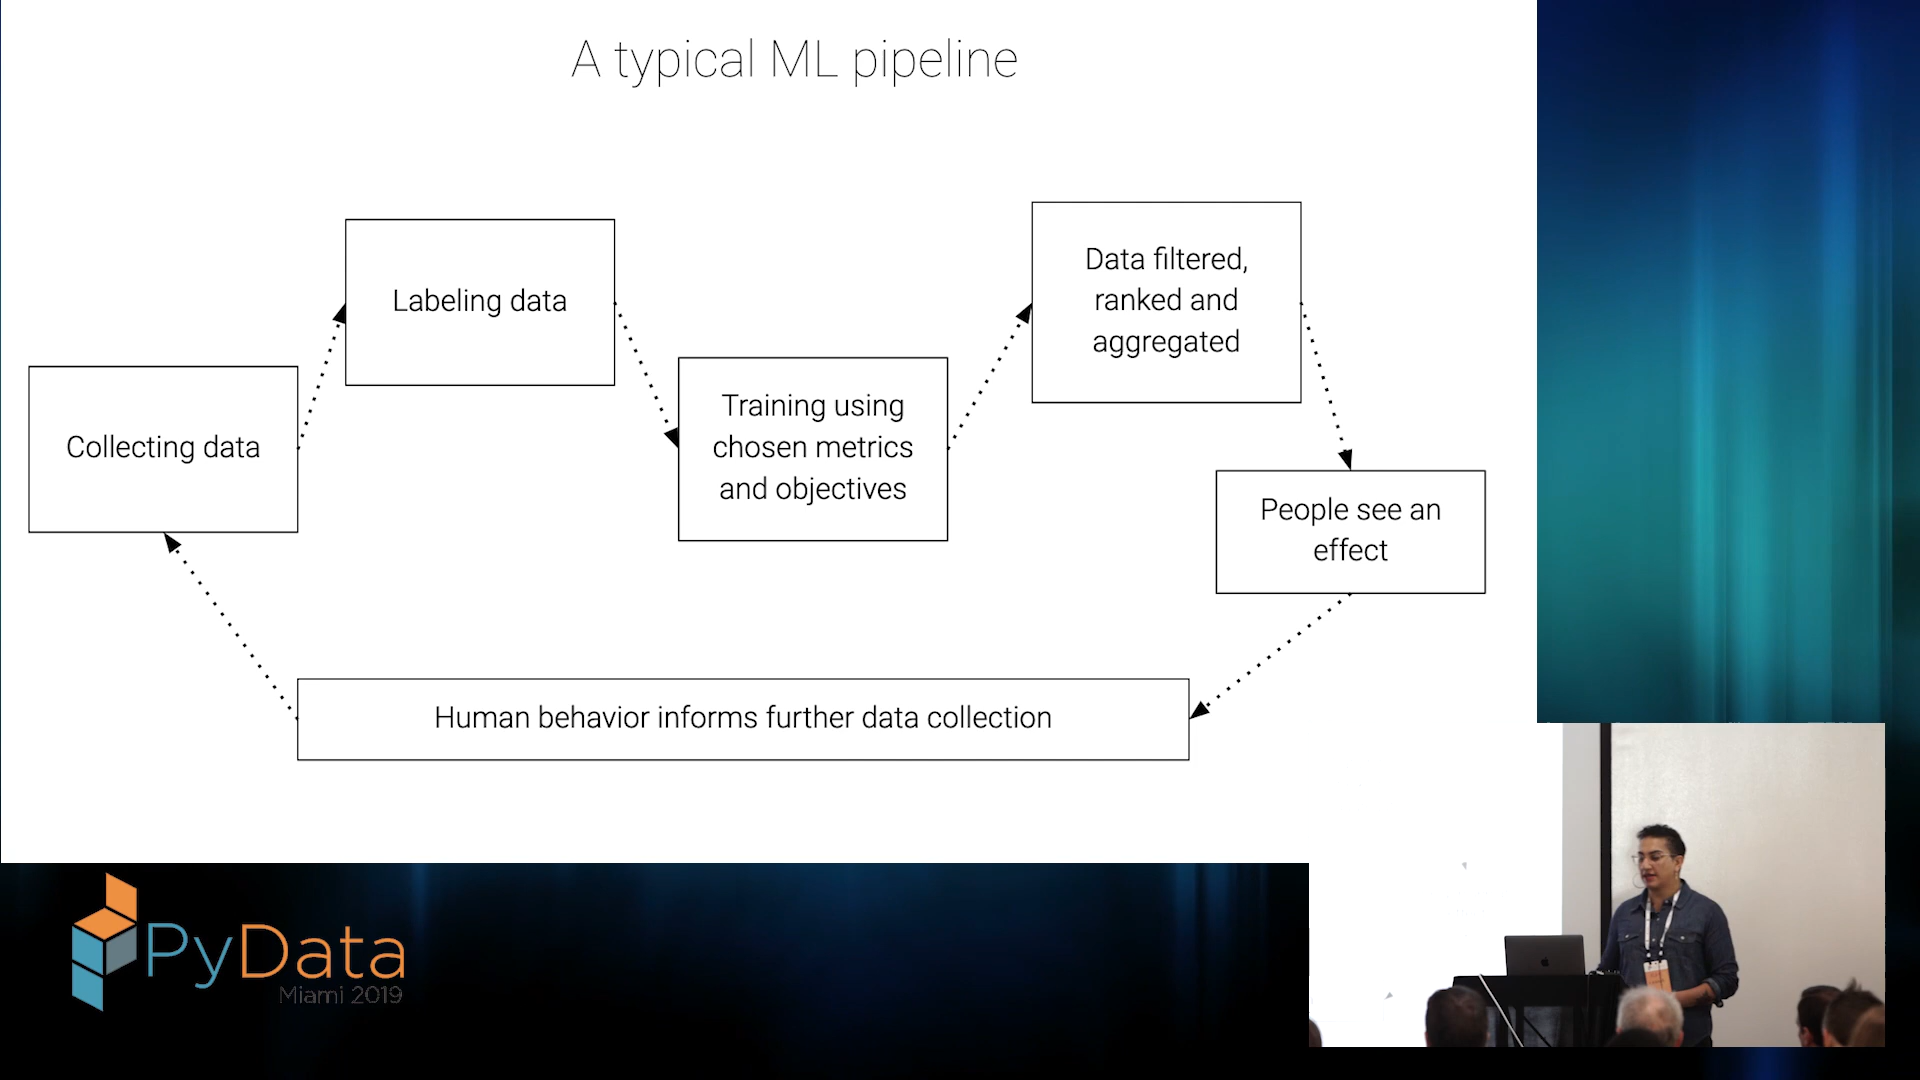 A typical ML pipeline
Collecting data
Labeling data
Training using
chosen metrics
and objectives
Data filtered,
ranked and
aggregated
People see an
effect
Human behavior informs further data collection
PyData
Miami 2019